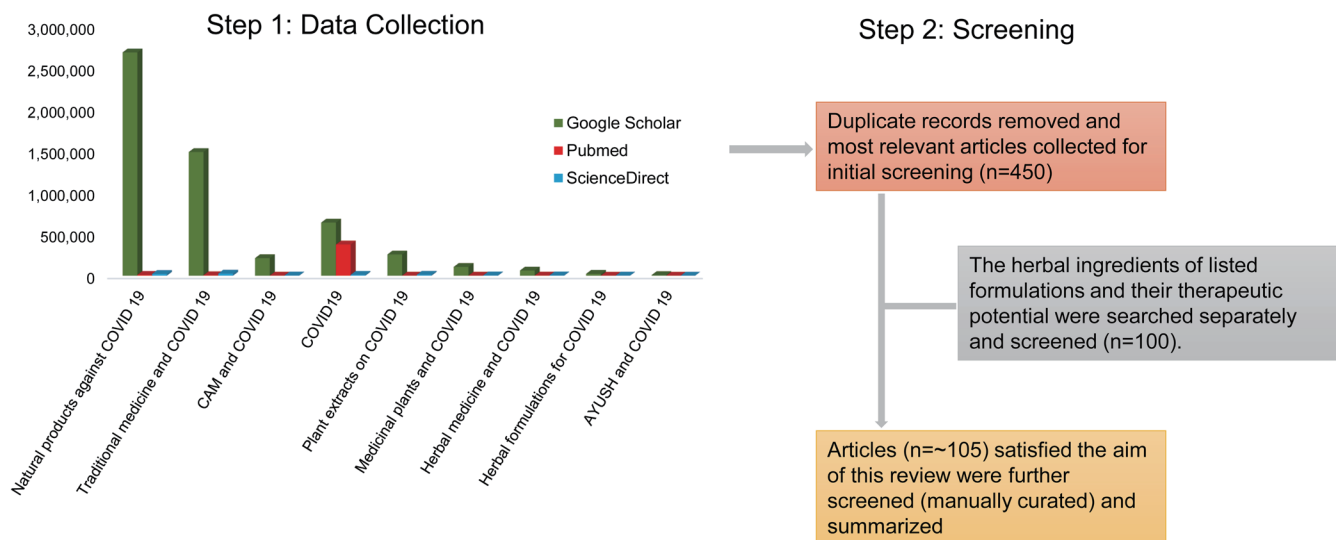 Step 1: Data Collection
3,000,000
2,500,000
2,000,000
1,500,000
1,000,000
500,000
0
Google Scholar
Pubmed
ScienceDirect
Natural products against COVID 19
Traditional medicine and COVID 19
CAM and COVID 19
COVID19
Plant extracts on COVID 19
Medicinal plants and COVID 19
Herbal medicine and COVID 19
Herbal formulations for COVID 19
AYUSH and COVID 19
Step 2: Screening
Duplicate records removed and
most relevant articles collected for
initial screening (n=450)
The herbal ingredients of listed
formulations and their therapeutic
potential were searched separately
and screened (n=100).
Articles (n=~105) satisfied the aim
of this review were further
screened (manually curated) and
summarized